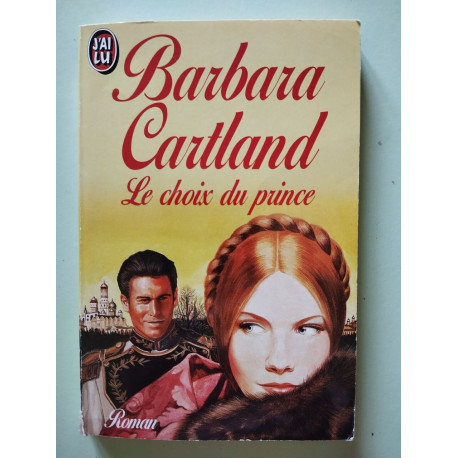 J'AI
LU
Barbara
Cartland
Le choix du prince
Roman